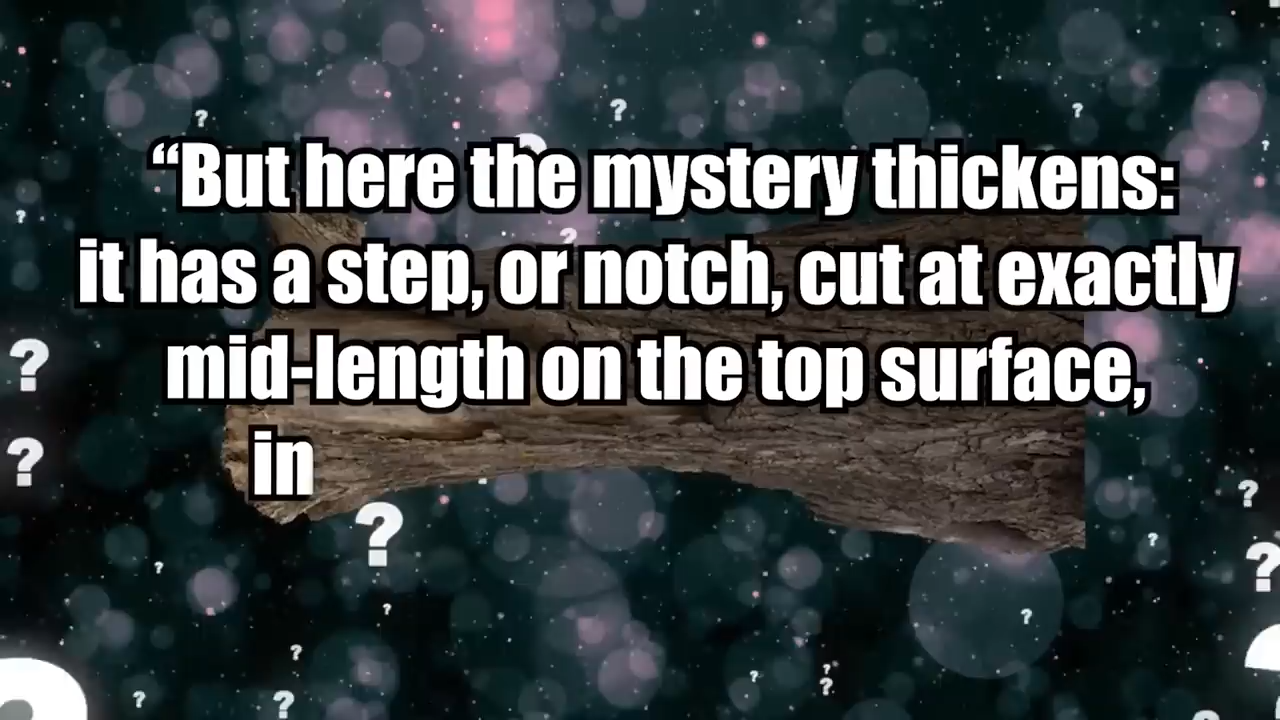 “But here the mystery thickens:
it has a step, or notch, cut at exactly
mid-length on the top surface,
in